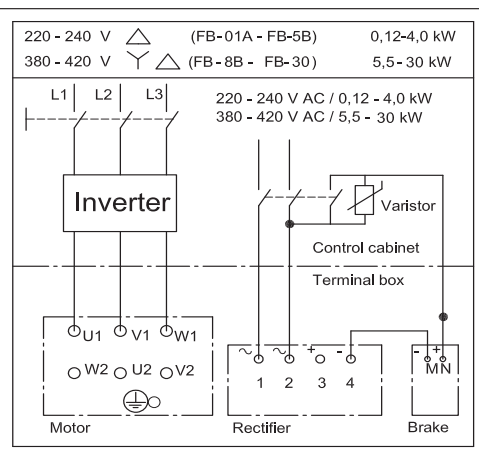 220 - 240 V △ (FB-01A - FB-5B) 0,12-4,0 kW
380 - 420 V Y △ (FB-8B - FB-30) 5,5-30 kW
L1 L2 L3
220 - 240 V AC / 0,12 - 4,0 kW
380 - 420 V AC / 5,5 - 30 kW
Inverter
Varistor
Control cabinet
Terminal box
U1 V1 W1
W2 U2 V2
~ ~ + -
1 2 3 4
- +
MN
Motor Rectifier Brake